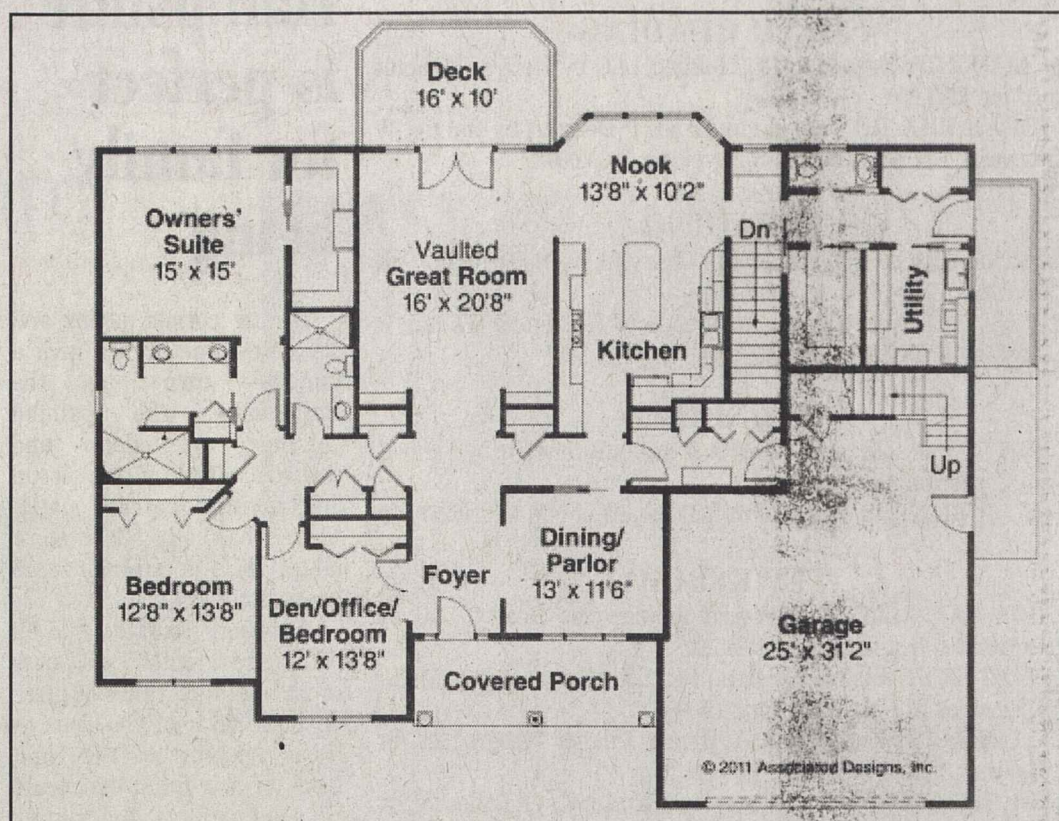 Deck
16' x 10'
Nook
13'8" x 10'2"
Owners'
Suite
15' x 15'
Vaulted
Great Room
16' x 20'8"
Dn
Utility
Kitchen
Up
Bedroom
12'8" x 13'8"
Den/Office/
Bedroom
12' x 13'8"
Foyer
Dining/
Parlor
13' x 11'6"
Garage
25' x 31'2"
Covered Porch
© 2011 Associated Designs, Inc.